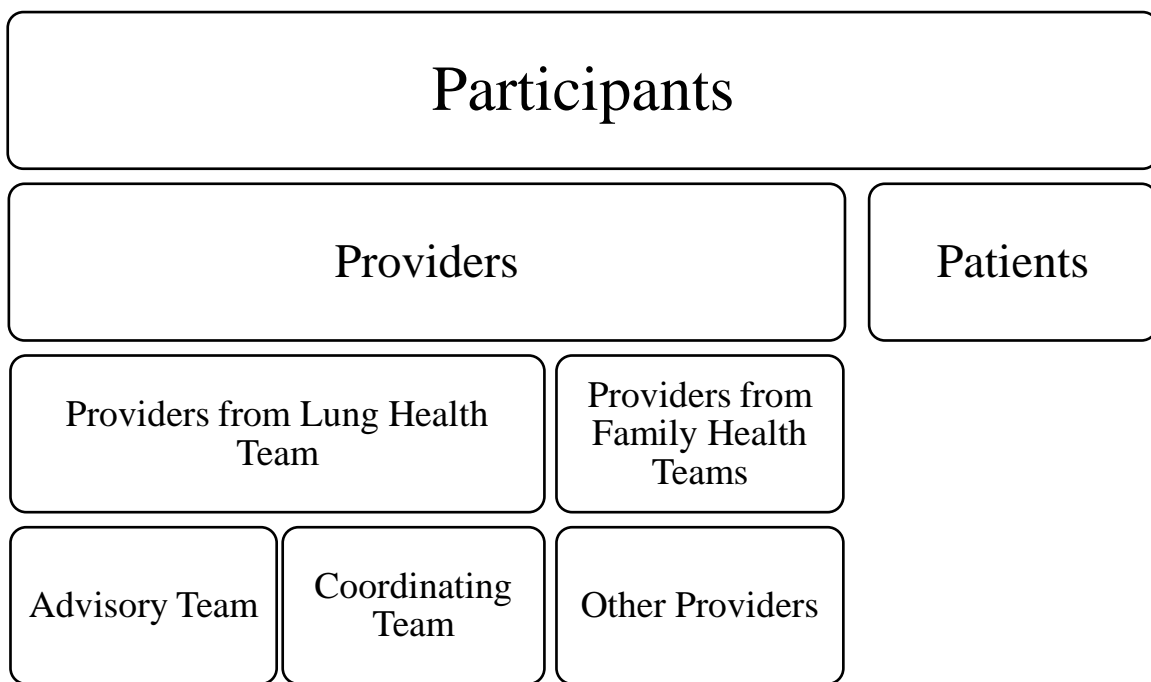 Participants
Providers
Patients
Providers from Lung Health
Team
Providers from
Family Health
Teams
Advisory Team
Coordinating
Team
Other Providers